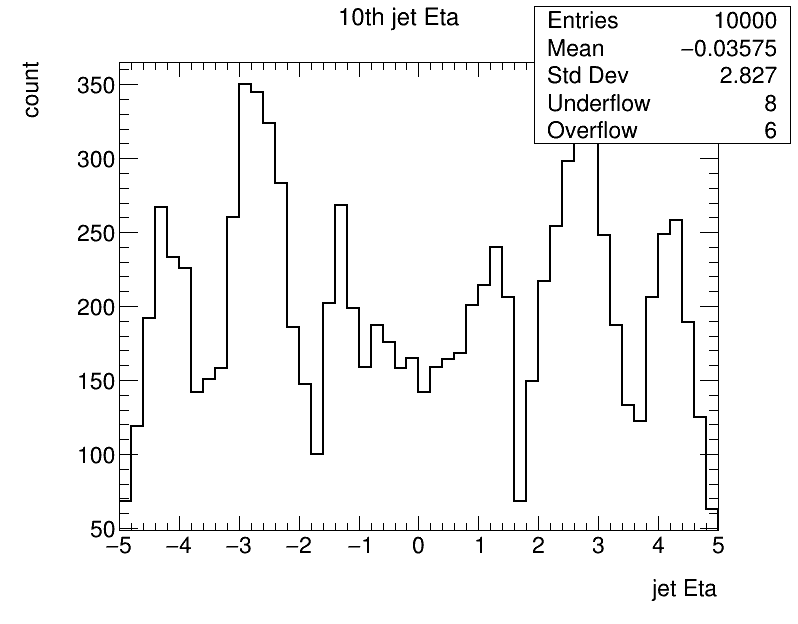 10th jet Eta
Entries 10000
Mean −0.03575
Std Dev 2.827
Underflow 8
Overflow 6
count
350
300
250
200
150
100
50
−5 −4 −3 −2 −1 0 1 2 3 4 5
jet Eta